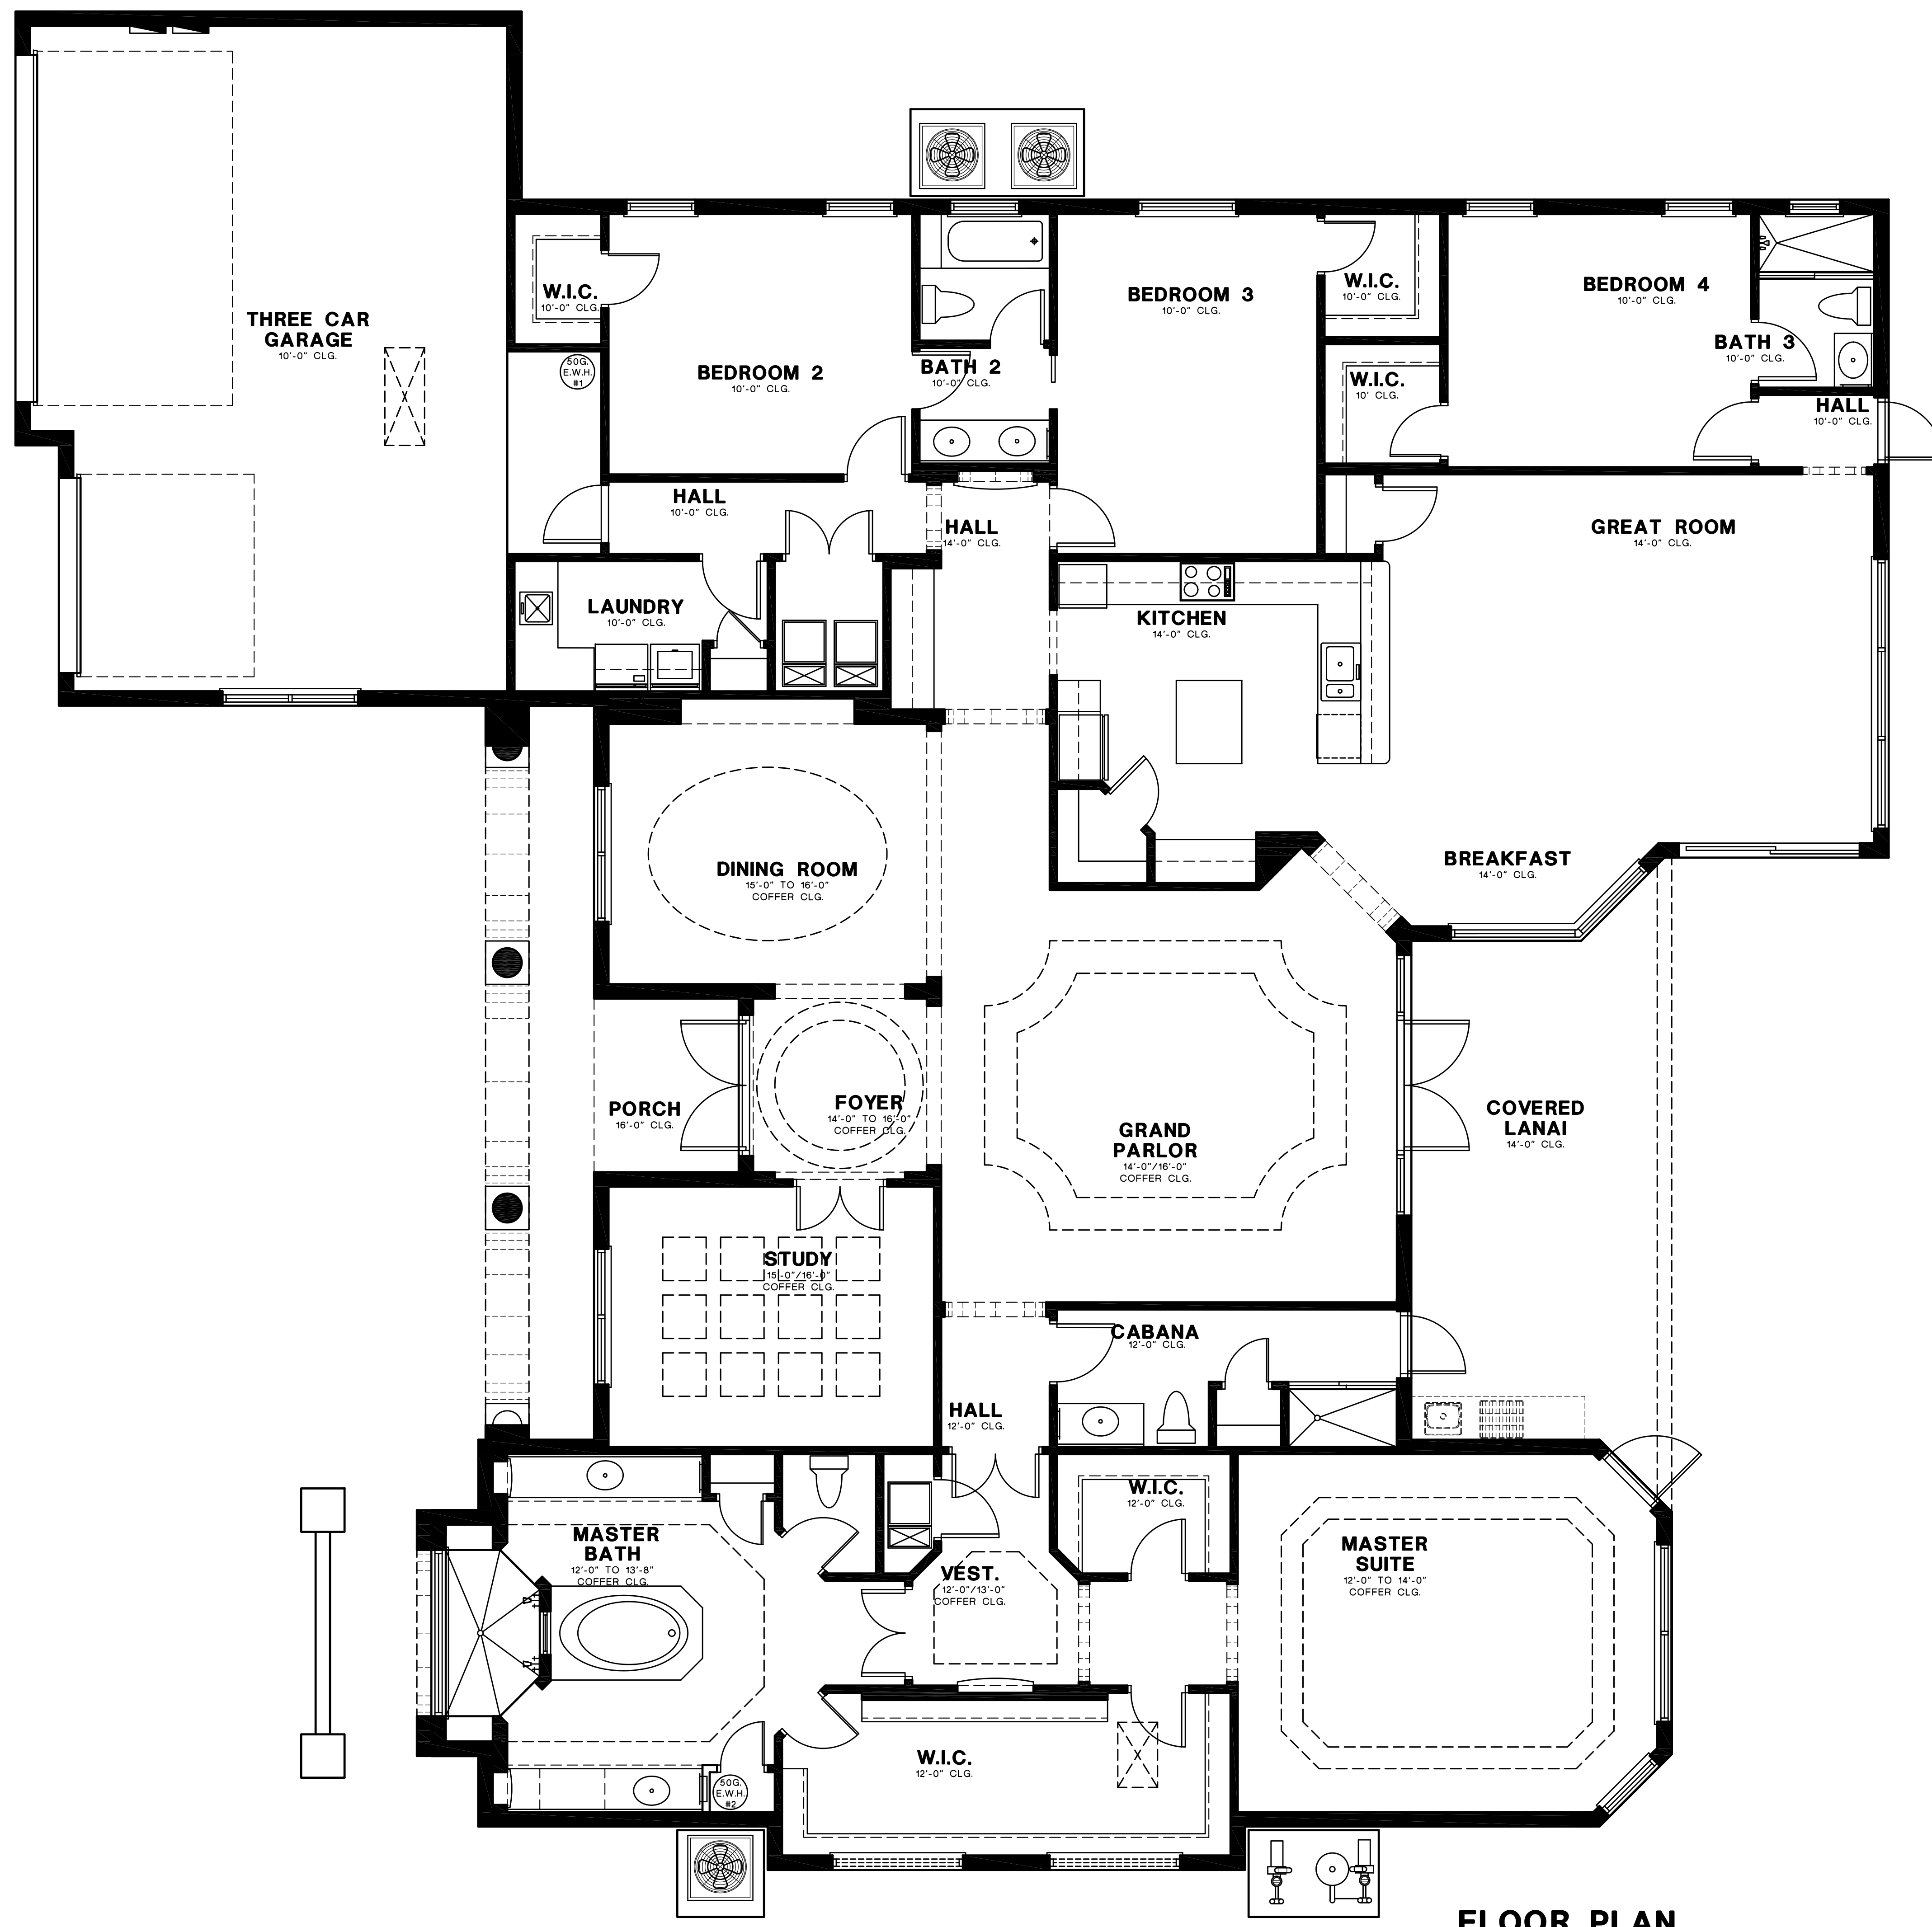 THREE CAR
GARAGE
10'-0" CLG.
W.I.C.
10'-0" CLG.
50G.
E.W.H.
#1
BEDROOM 2
10'-0" CLG.
BATH 2
10'-0" CLG.
BEDROOM 3
10'-0" CLG.
W.I.C.
10'-0" CLG.
W.I.C.
10' CLG.
BEDROOM 4
10'-0" CLG.
BATH 3
10'-0" CLG.
HALL
10'-0" CLG.
HALL
10'-0" CLG.
HALL
14'-0" CLG.
GREAT ROOM
14'-0" CLG.
LAUNDRY
10'-0" CLG.
KITCHEN
14'-0" CLG.
DINING ROOM
15'-0" TO 16'-0"
COFFER CLG.
BREAKFAST
14'-0" CLG.
PORCH
16'-0" CLG.
FOYER
14'-0" TO 16'-0"
COFFER CLG.
GRAND
PARLOR
14'-0"/16'-0"
COFFER CLG.
COVERED
LANAI
14'-0" CLG.
STUDY
15'-0"/16'-0"
COFFER CLG.
CABANA
12'-0" CLG.
HALL
12'-0" CLG.
MASTER
BATH
12'-0" TO 13'-8"
COFFER CLG.
VEST.
12'-0"/13'-0"
COFFER CLG.
W.I.C.
12'-0" CLG.
MASTER
SUITE
12'-0" TO 14'-0"
COFFER CLG.
W.I.C.
12'-0" CLG.
50G.
E.W.H.
#2
FLOOR PLAN